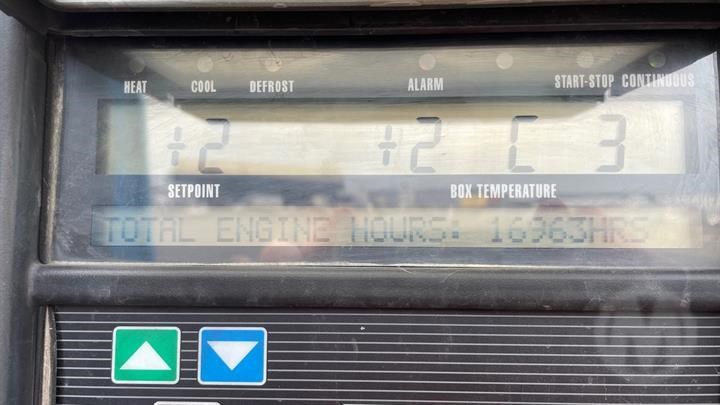 HEAT COOL DEFROST ALARM START-STOP CONTINUOUS
+2 +2 C 3
SETPOINT BOX TEMPERATURE
TOTAL ENGINE HOURS: 16963HRS